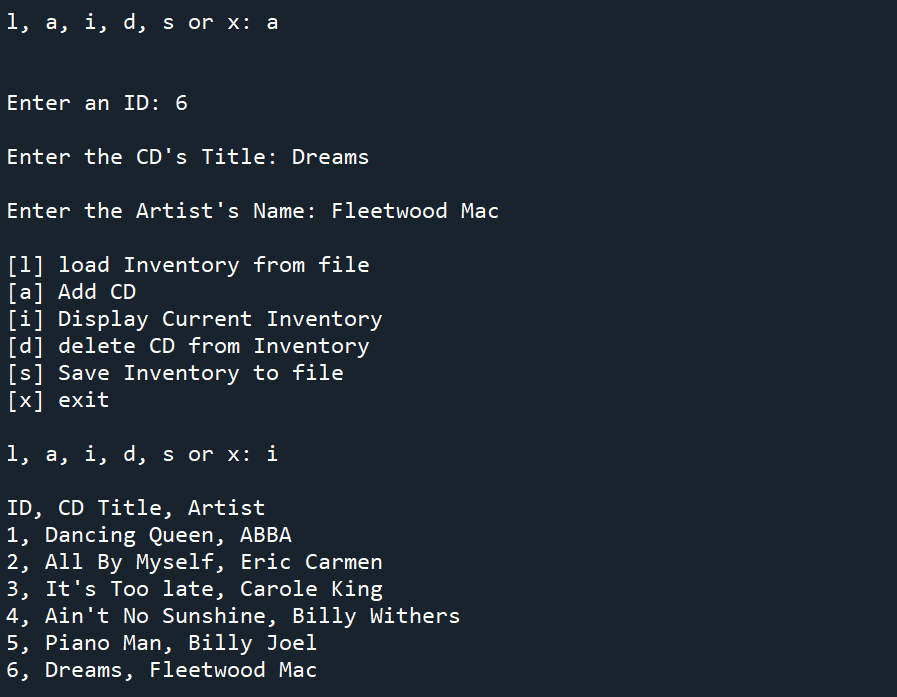 l, a, i, d, s or x: a
Enter an ID: 6
Enter the CD's Title: Dreams
Enter the Artist's Name: Fleetwood Mac
[l] load Inventory from file
[a] Add CD
[i] Display Current Inventory
[d] delete CD from Inventory
[s] Save Inventory to file
[x] exit
l, a, i, d, s or x: i
ID, CD Title, Artist
1, Dancing Queen, ABBA
2, All By Myself, Eric Carmen
3, It's Too late, Carole King
4, Ain't No Sunshine, Billy Withers
5, Piano Man, Billy Joel
6, Dreams, Fleetwood Mac